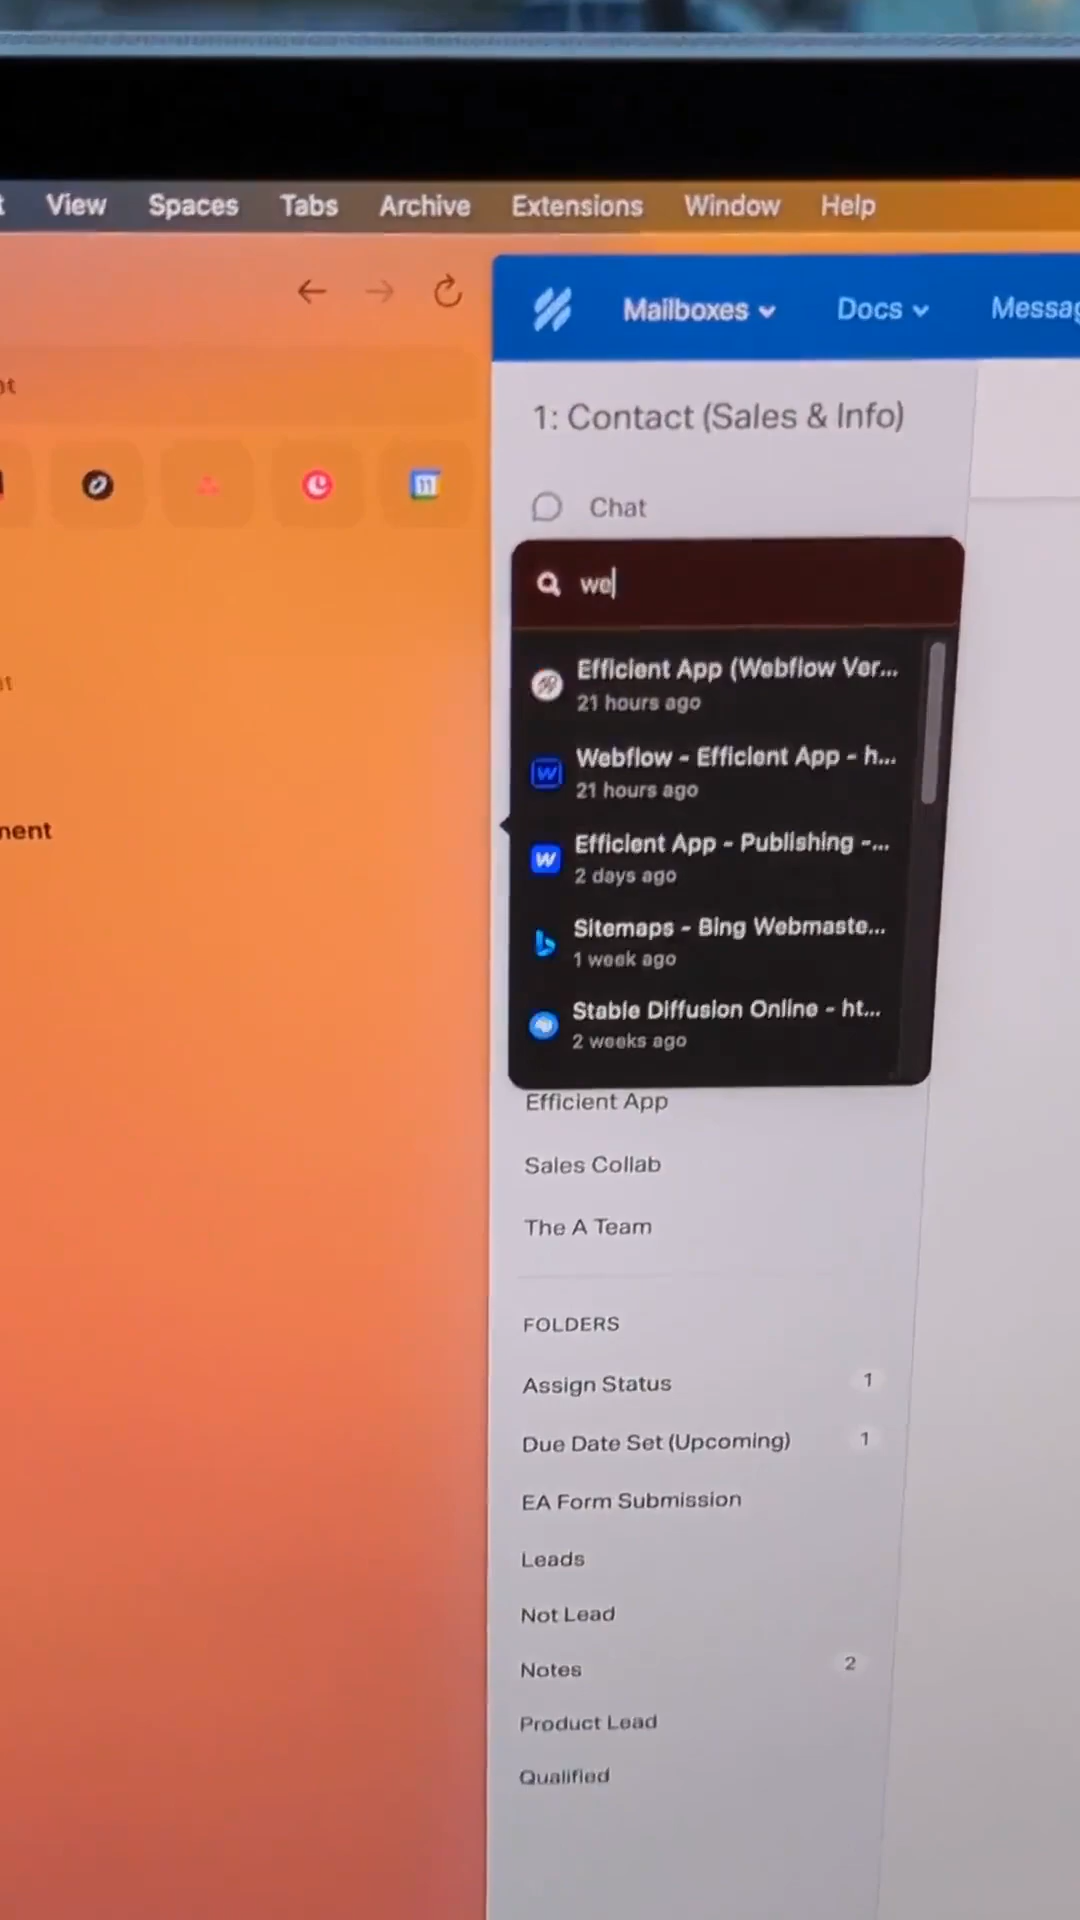 View Spaces Tabs Archive Extensions Window Help
Mailboxes Docs Messag
1: Contact (Sales & Info)
Chat
11
we
Efficient App (Webflow Ver...
21 hours ago
Webflow - Efficient App - h...
21 hours ago
Efficient App - Publishing -...
2 days ago
nent
Sitemaps - Bing Webmaste...
1 week ago
Stable Diffusion Online - ht...
2 weeks ago
Efficient App
Sales Collab
The A Team
FOLDERS
Assign Status 1
Due Date Set (Upcoming) 1
EA Form Submission
Leads
Not Lead
Notes 2
Product Lead
Qualified